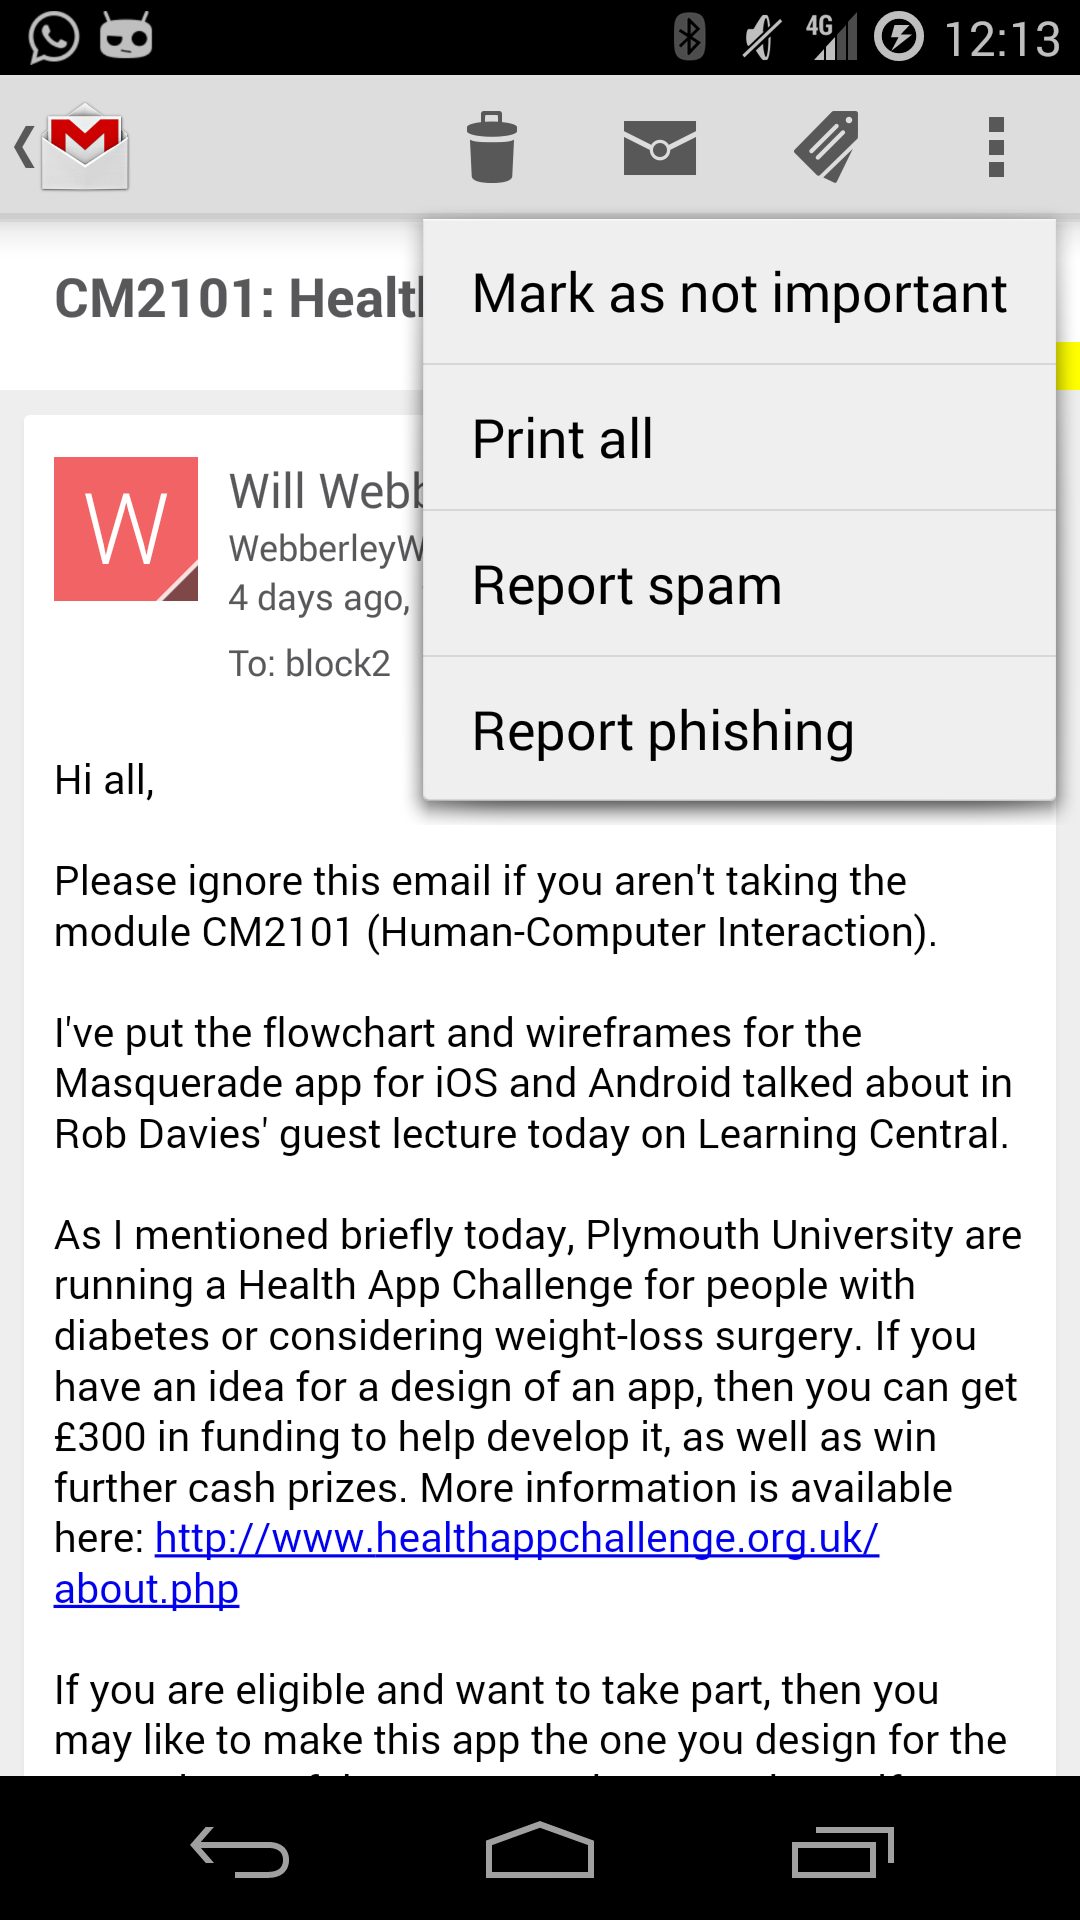 4G 12:13
CM2101: Healt
Mark as not important
Print all
Report spam
Report phishing
W
Will Webb
WebberleyW
4 days ago,
To: block2
Hi all,
Please ignore this email if you aren't taking the
module CM2101 (Human-Computer Interaction).
I've put the flowchart and wireframes for the
Masquerade app for iOS and Android talked about in
Rob Davies' guest lecture today on Learning Central.
As I mentioned briefly today, Plymouth University are
running a Health App Challenge for people with
diabetes or considering weight-loss surgery. If you
have an idea for a design of an app, then you can get
£300 in funding to help develop it, as well as win
further cash prizes. More information is available
here: http://www.healthappchallenge.org.uk/
about.php
If you are eligible and want to take part, then you
may like to make this app the one you design for the